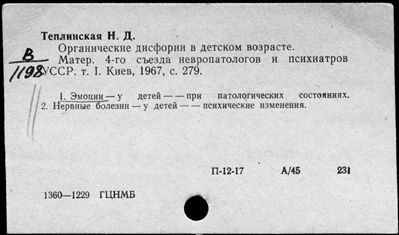 Теплинская Н. Д.
Органические дисфории в детском возрасте.
В
Матер. 4-го съезда невропатологов и психиатров
1198
УССР. т. I. Киев, 1967, с. 279.
1. Эмоции — у детей — — при патологических состояниях.
2. Нервные болезни — у детей — — психические изменения.
П-12-17 А/45 231
1360—1229 ГЦНМБ